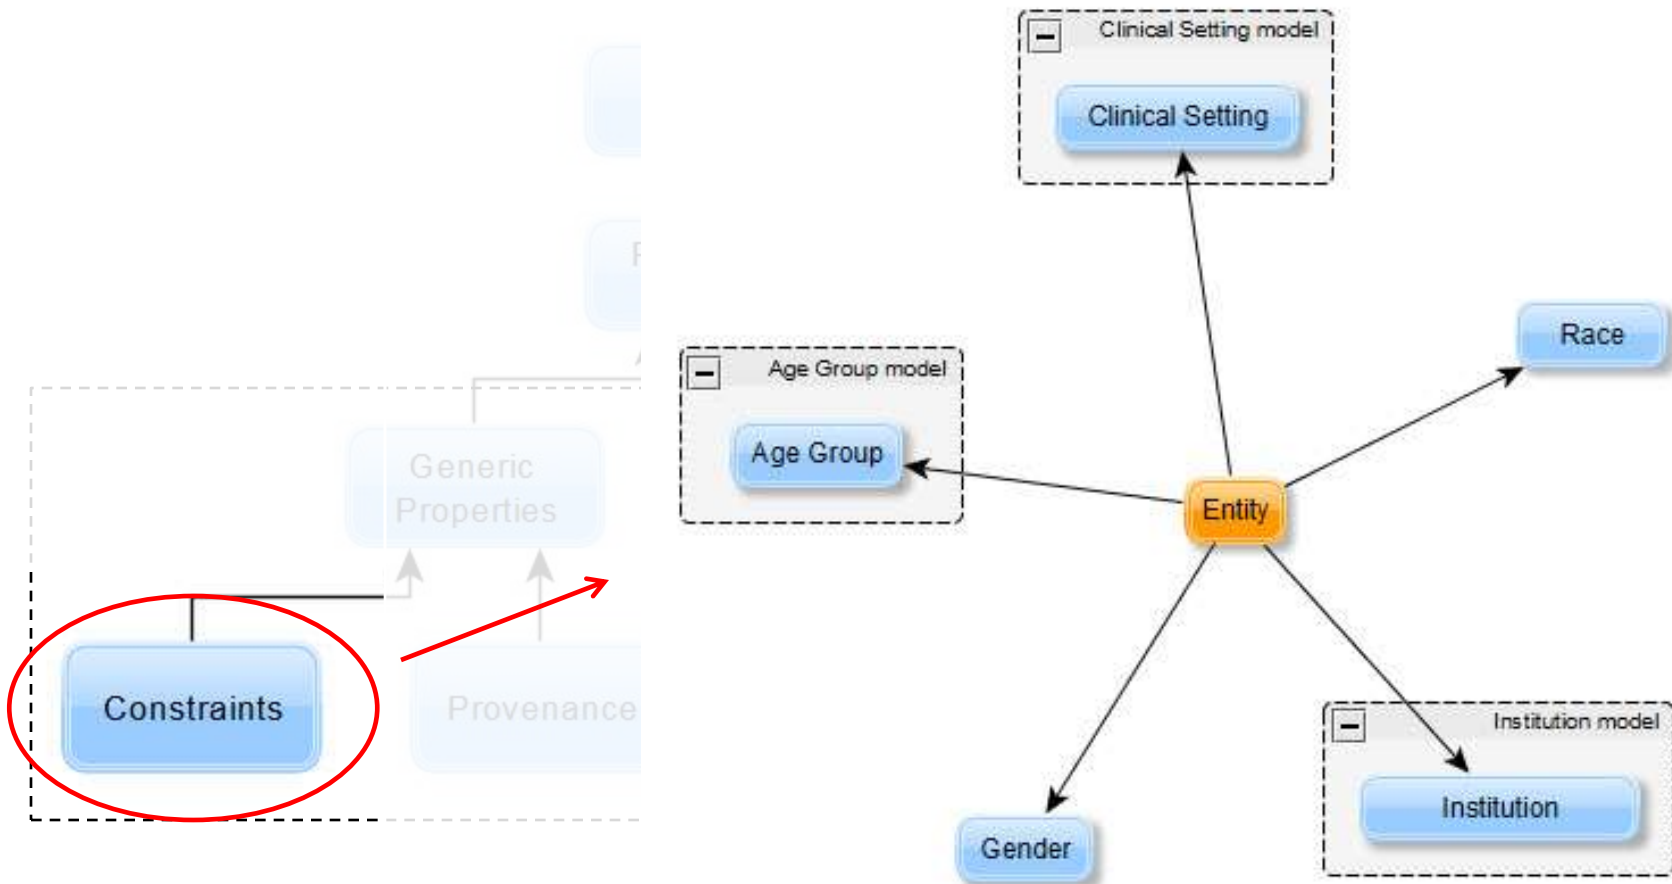 Clinical Setting model
Clinical Setting
Race
Age Group model
Age Group
Generic
Properties
Entity
Constraints
Provenance
Institution model
Institution
Gender